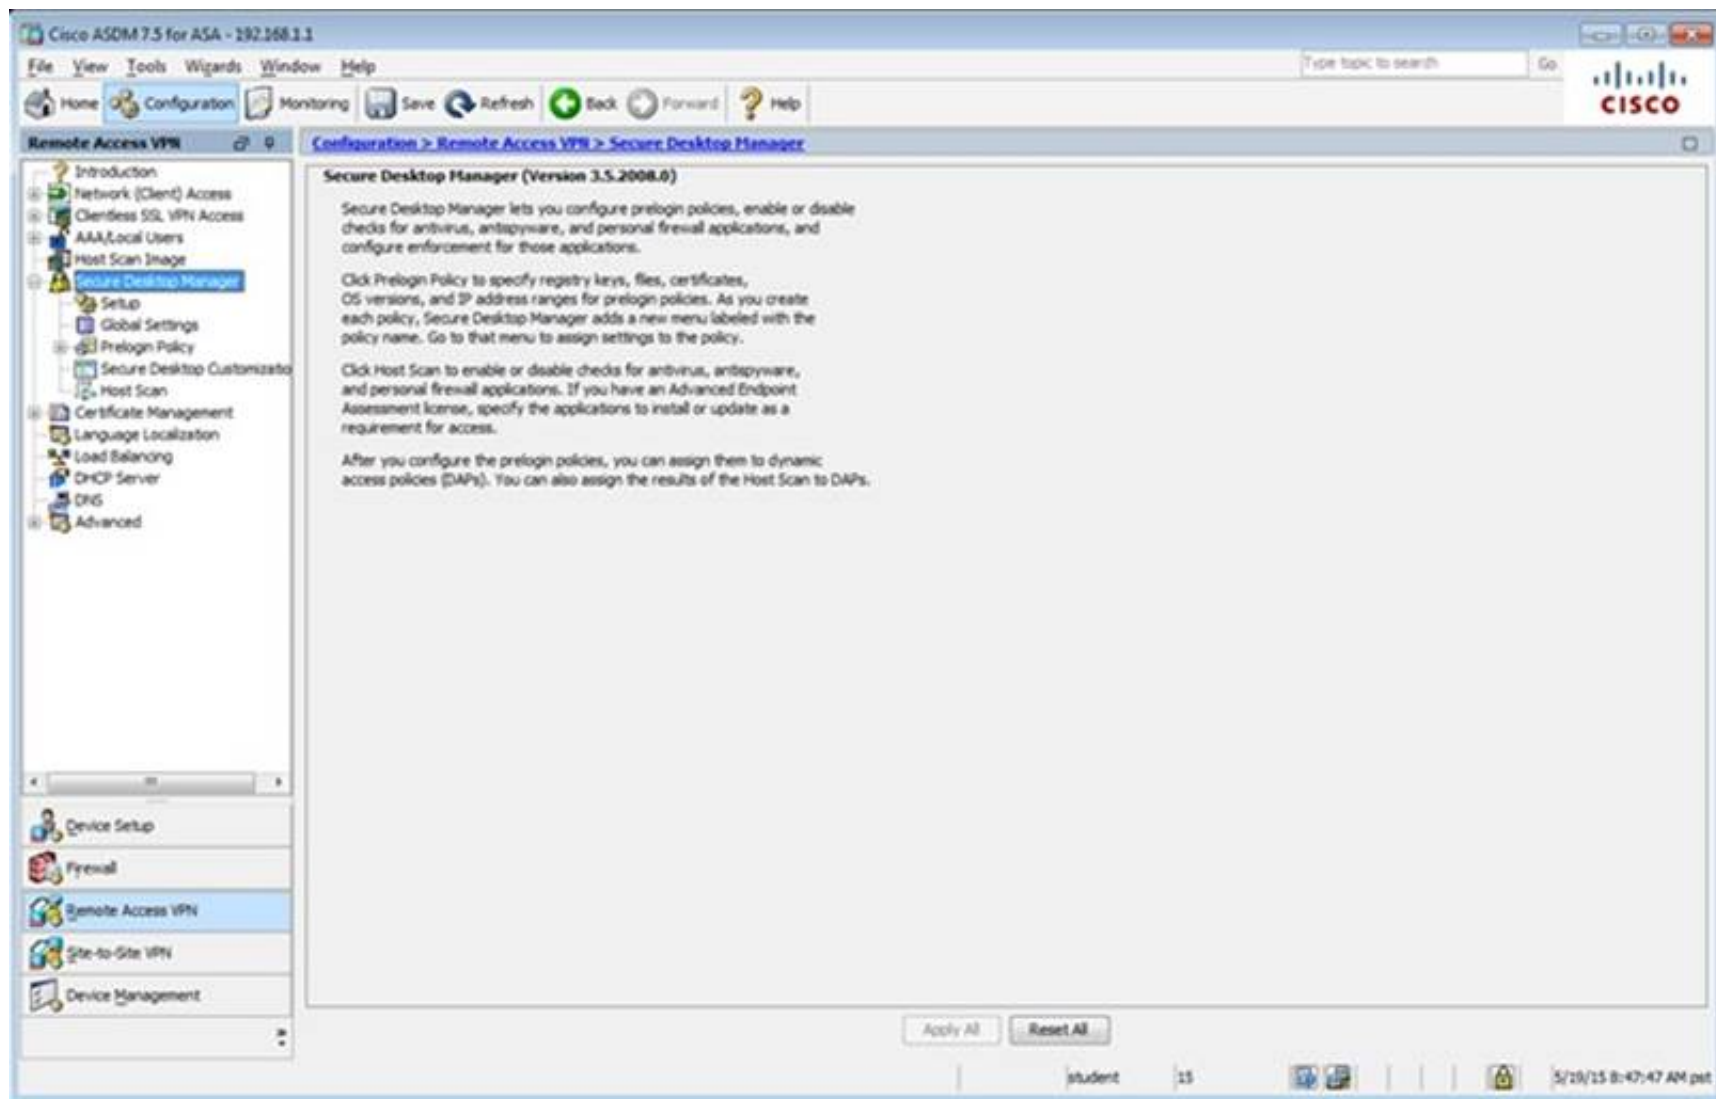 Cisco ASDM 7.5 for ASA - 192.168.1.1
File View Tools Wizards Window Help
Type topic to search Go
Home Configuration Monitoring Save Refresh Back Forward Help
CISCO
Remote Access VPN
Configuration > Remote Access VPN > Secure Desktop Manager
Introduction
Network (Client) Access
Clientless SSL VPN Access
AAA/Local Users
Host Scan Image
Secure Desktop Manager
Setup
Global Settings
Prelogin Policy
Secure Desktop Customizatio
Host Scan
Certificate Management
Language Localization
Load Balancing
DHCP Server
DNS
Advanced
Secure Desktop Manager (Version 3.5.2008.0)
Secure Desktop Manager lets you configure prelogin policies, enable or disable
checks for antivirus, antispyware, and personal firewall applications, and
configure enforcement for those applications.
Click Prelogin Policy to specify registry keys, files, certificates,
OS versions, and IP address ranges for prelogin policies. As you create
each policy, Secure Desktop Manager adds a new menu labeled with the
policy name. Go to that menu to assign settings to the policy.
Click Host Scan to enable or disable checks for antivirus, antispyware,
and personal firewall applications. If you have an Advanced Endpoint
Assessment license, specify the applications to install or update as a
requirement for access.
After you configure the prelogin policies, you can assign them to dynamic
access policies (DAPs). You can also assign the results of the Host Scan to DAPs.
Device Setup
Firewall
Remote Access VPN
Site-to-Site VPN
Device Management
Apply All Reset All
student 15 5/19/15 8:47:47 AM pst